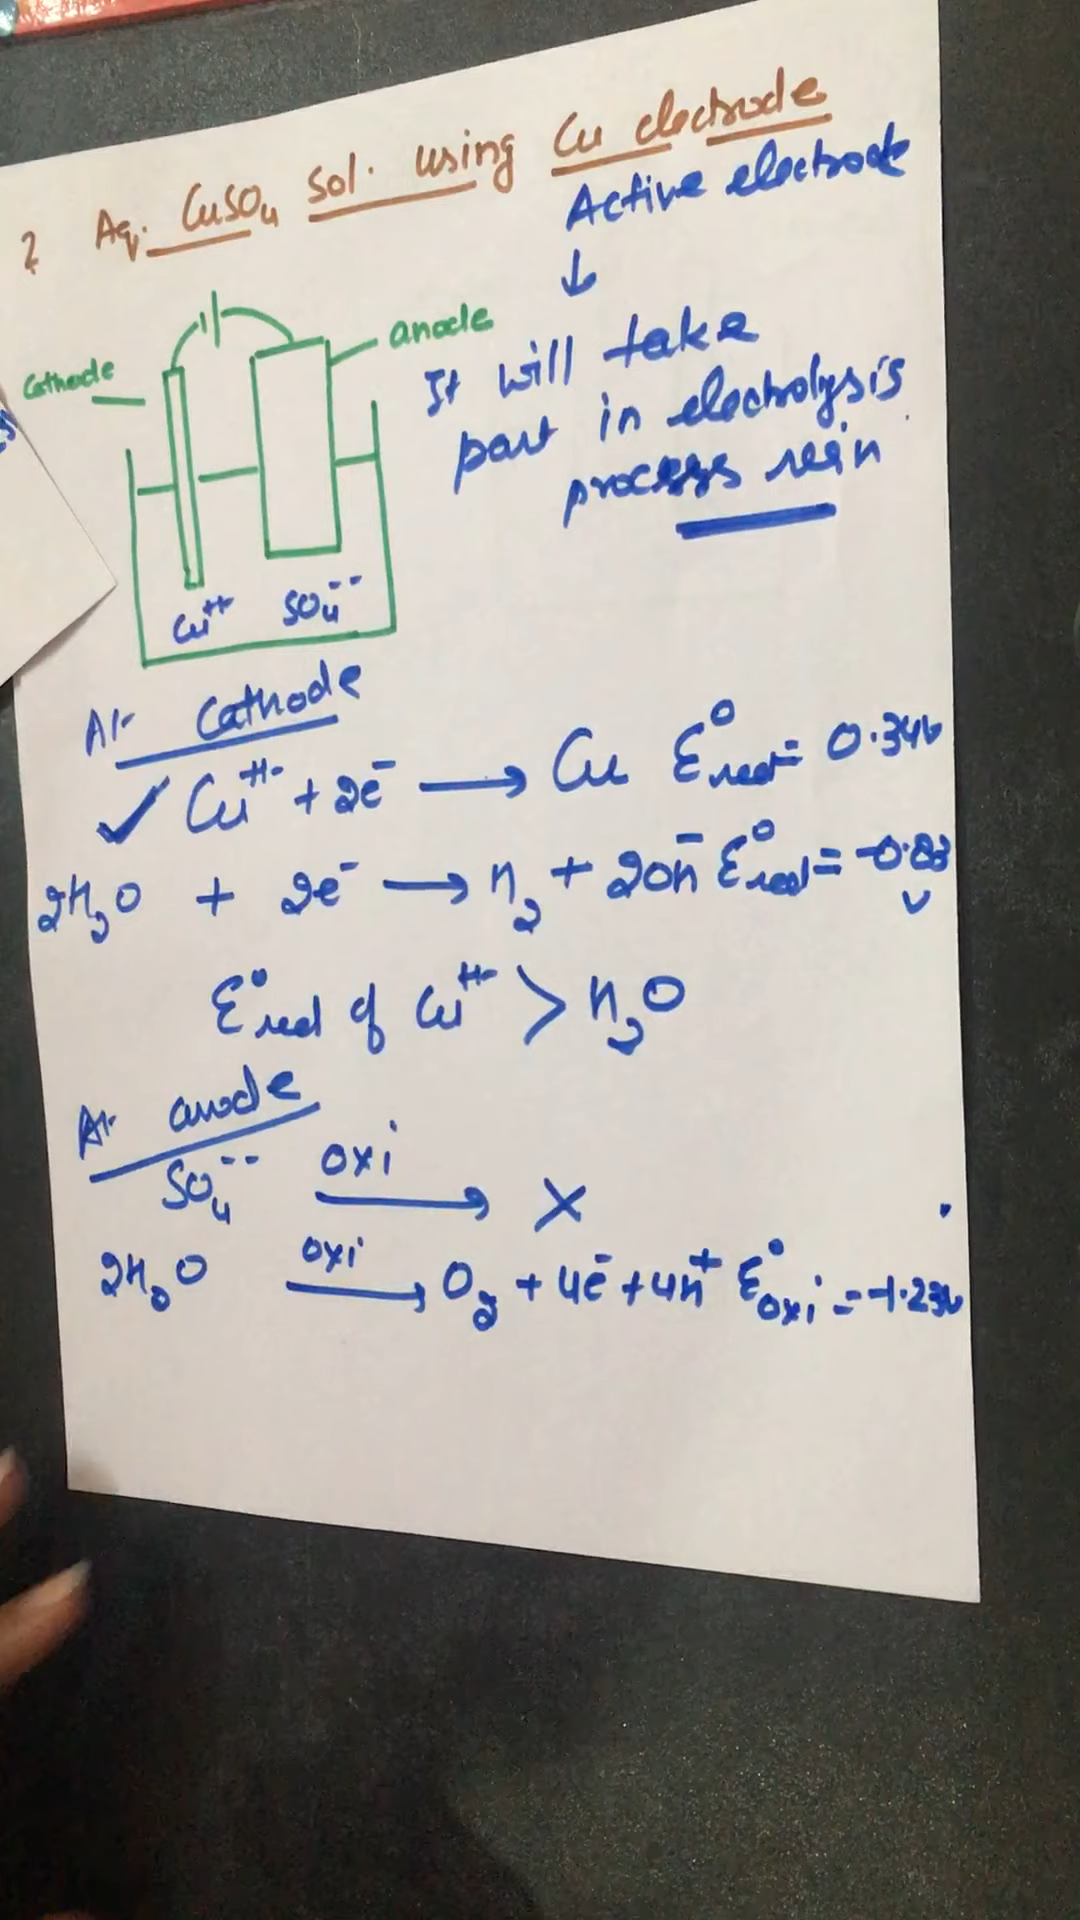 2 Aq. CuSO4 sol. using Cu electrode
Active electrode
↓
It will take
part in electrolysis
process rxn
Cathode
anode
Cu++ SO4--
At Cathode
✓ Cu++ + 2e- → Cu E°red = 0.34v
2H2O + 2e- → H2 + 2OH- E°red = -0.83v
E°red of Cu++ > H2O
At anode
SO4-- oxi → X
2H2O oxi → O2 + 4e- + 4H+ E°oxi = -1.23v